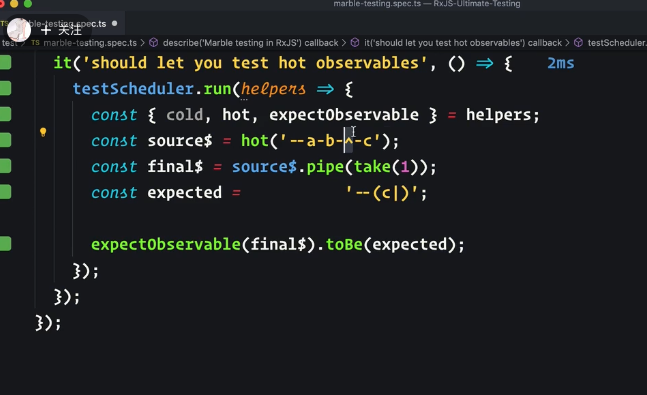 marble-testing.spec.ts — RxJS-Ultimate-Testing
ble-testing.spec.ts
+ 关注
test > TS marble-testing.spec.ts > describe('Marble testing in RxJS') callback > it('should let you test hot observables') callback > testScheduler.
it('should let you test hot observables', () => { 2ms
testScheduler.run(helpers => {
const { cold, hot, expectObservable } = helpers;
const source$ = hot('--a-b-^-c');
const final$ = source$.pipe(take(1));
const expected = '--(c|)';
expectObservable(final$).toBe(expected);
});
});
});